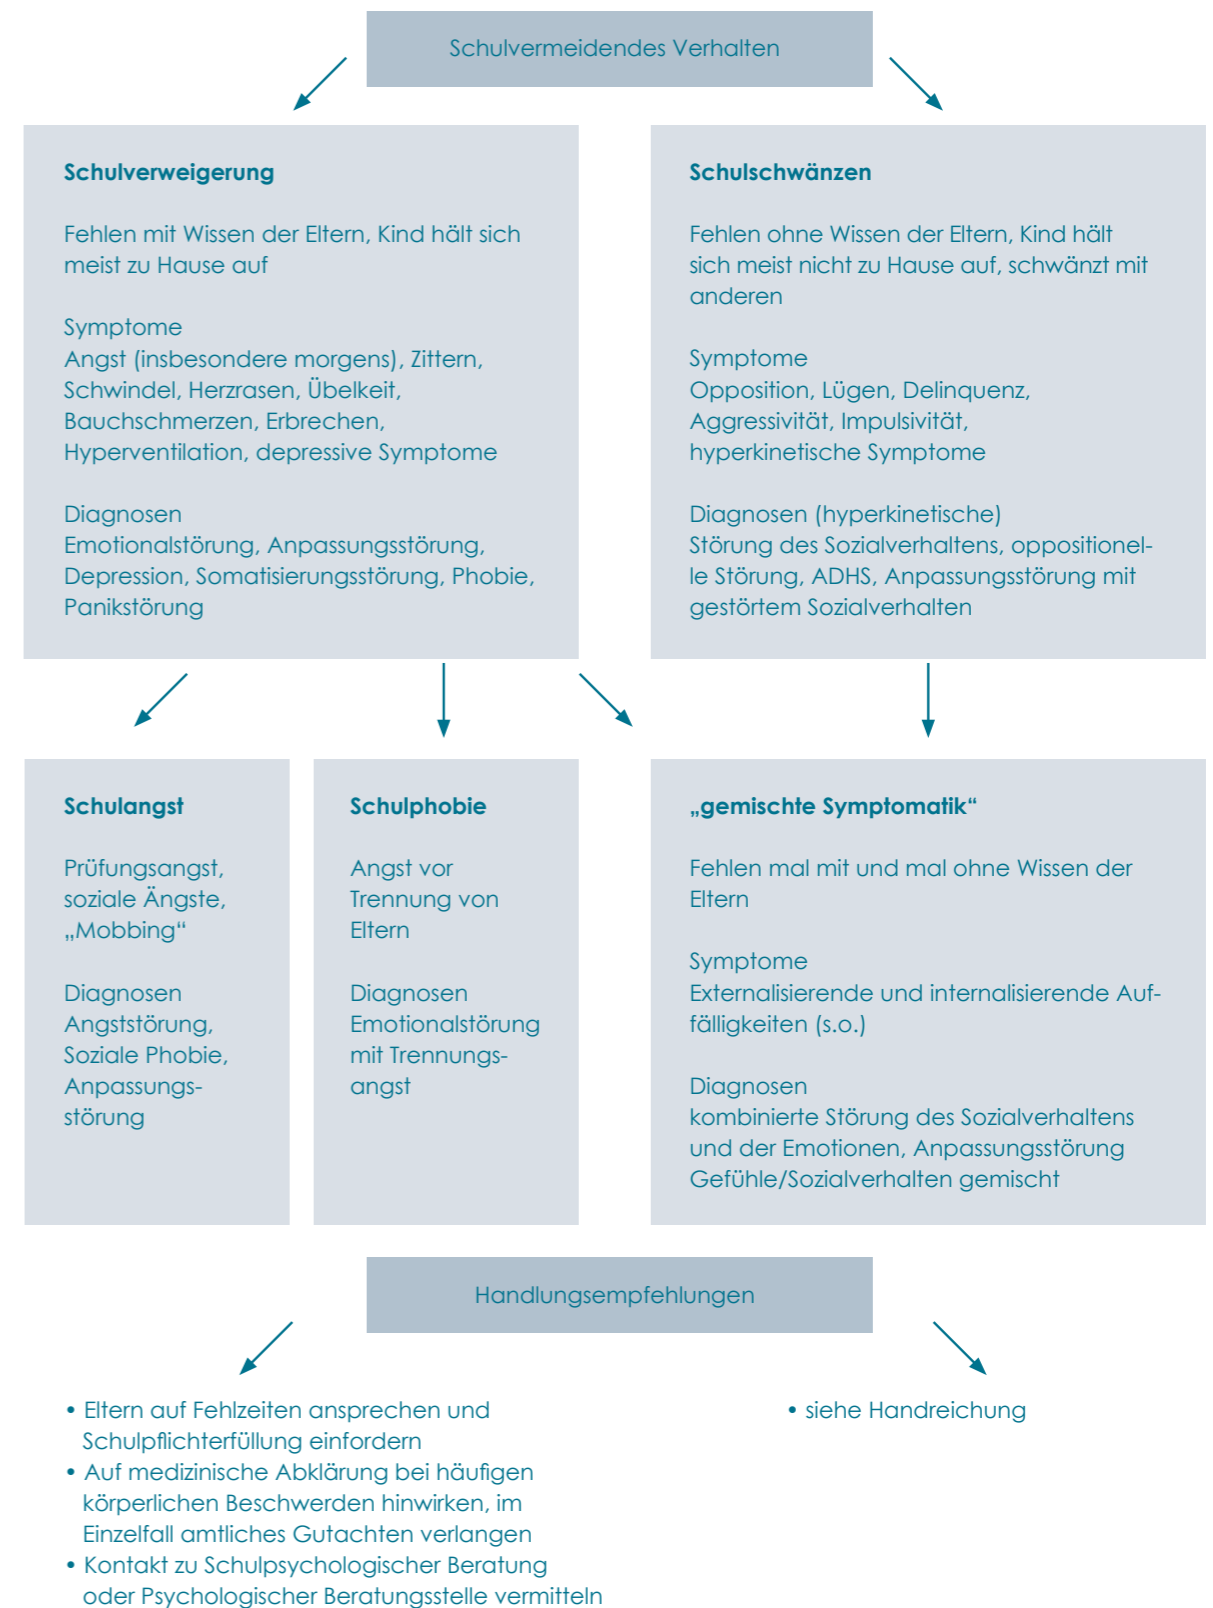 Schulvermeidendes Verhalten
Schulverweigerung
Fehlen mit Wissen der Eltern, Kind hält sich
meist zu Hause auf
Symptome
Angst (insbesondere morgens), Zittern,
Schwindel, Herzrasen, Übelkeit,
Bauchschmerzen, Erbrechen,
Hyperventilation, depressive Symptome
Diagnosen
Emotionalstörung, Anpassungsstörung,
Depression, Somatisierungsstörung, Phobie,
Panikstörung
Schulschwänzen
Fehlen ohne Wissen der Eltern, Kind hält
sich meist nicht zu Hause auf, schwänzt mit
anderen
Symptome
Opposition, Lügen, Delinquenz,
Aggressivität, Impulsivität,
hyperkinetische Symptome
Diagnosen (hyperkinetische)
Störung des Sozialverhaltens, oppositionel-
le Störung, ADHS, Anpassungsstörung mit
gestörtem Sozialverhalten
Schulangst
Prüfungsangst,
soziale Ängste,
„Mobbing“
Diagnosen
Angststörung,
Soziale Phobie,
Anpassungs-
störung
Schulphobie
Angst vor
Trennung von
Eltern
Diagnosen
Emotionalstörung
mit Trennungs-
angst
„gemischte Symptomatik“
Fehlen mal mit und mal ohne Wissen der
Eltern
Symptome
Externalisierende und internalisierende Auf-
fälligkeiten (s.o.)
Diagnosen
kombinierte Störung des Sozialverhaltens
und der Emotionen, Anpassungsstörung
Gefühle/Sozialverhalten gemischt
Handlungsempfehlungen
• Eltern auf Fehlzeiten ansprechen und
Schulpflichterfüllung einfordern
• Auf medizinische Abklärung bei häufigen
körperlichen Beschwerden hinwirken, im
Einzelfall amtliches Gutachten verlangen
• Kontakt zu Schulpsychologischer Beratung
oder Psychologischer Beratungsstelle vermitteln
• siehe Handreichung